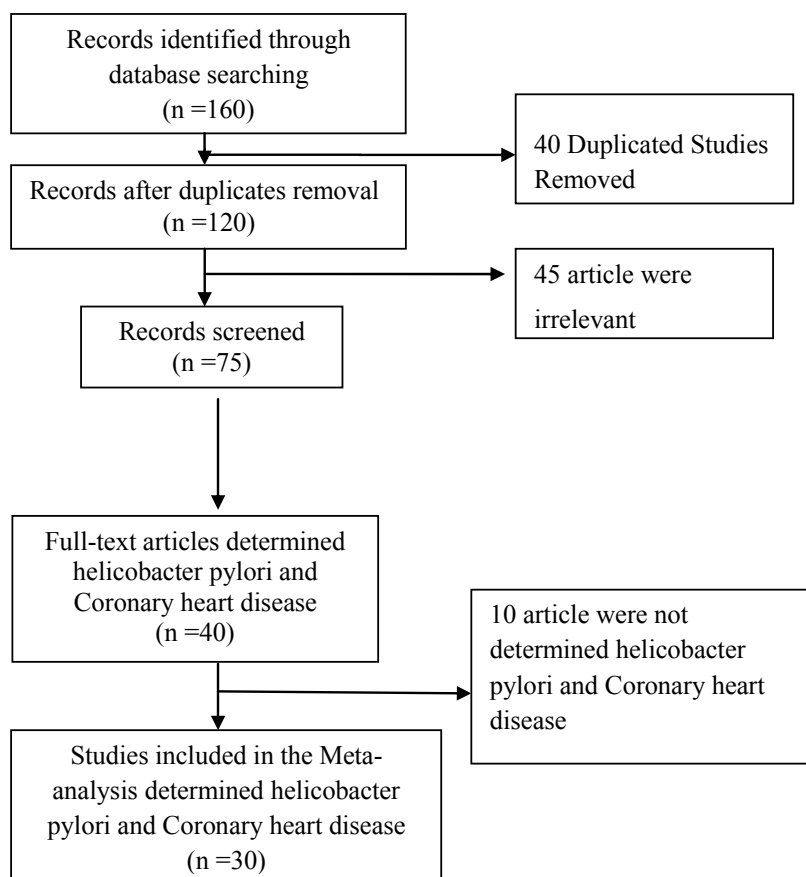 Records identified through
database searching
(n =160)
40 Duplicated Studies
Removed
Records after duplicates removal
(n =120)
45 article were
irrelevant
Records screened
(n =75)
Full-text articles determined
helicobacter pylori and
Coronary heart disease
(n =40)
10 article were not
determined helicobacter
pylori and Coronary heart
disease
Studies included in the Meta-
analysis determined helicobacter
pylori and Coronary heart disease
(n =30)